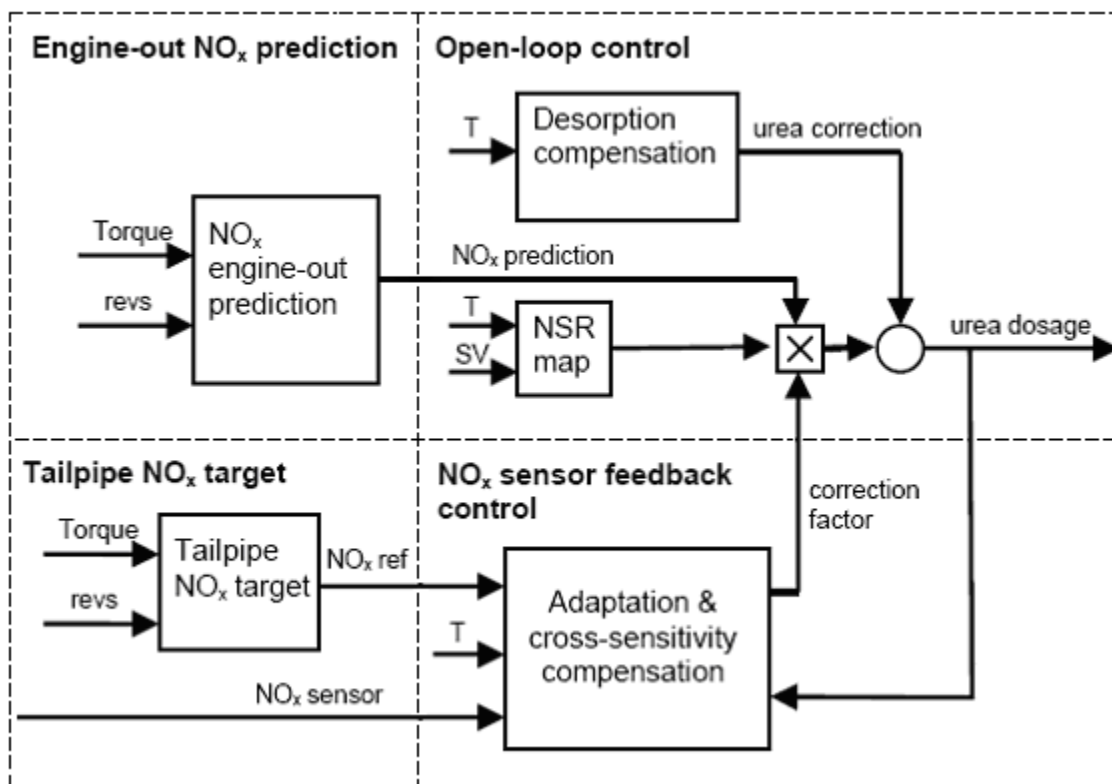 Engine-out NOₓ prediction
Torque
revs
NOₓ
engine-out
prediction
Open-loop control
T
Desorption
compensation
urea correction
NOₓ prediction
T
SV
NSR
map
×
urea dosage
Tailpipe NOₓ target
Torque
revs
Tailpipe
NOₓ target
NOₓ ref
NOₓ sensor
NOₓ sensor feedback
control
correction
factor
T
Adaptation &
cross-sensitivity
compensation